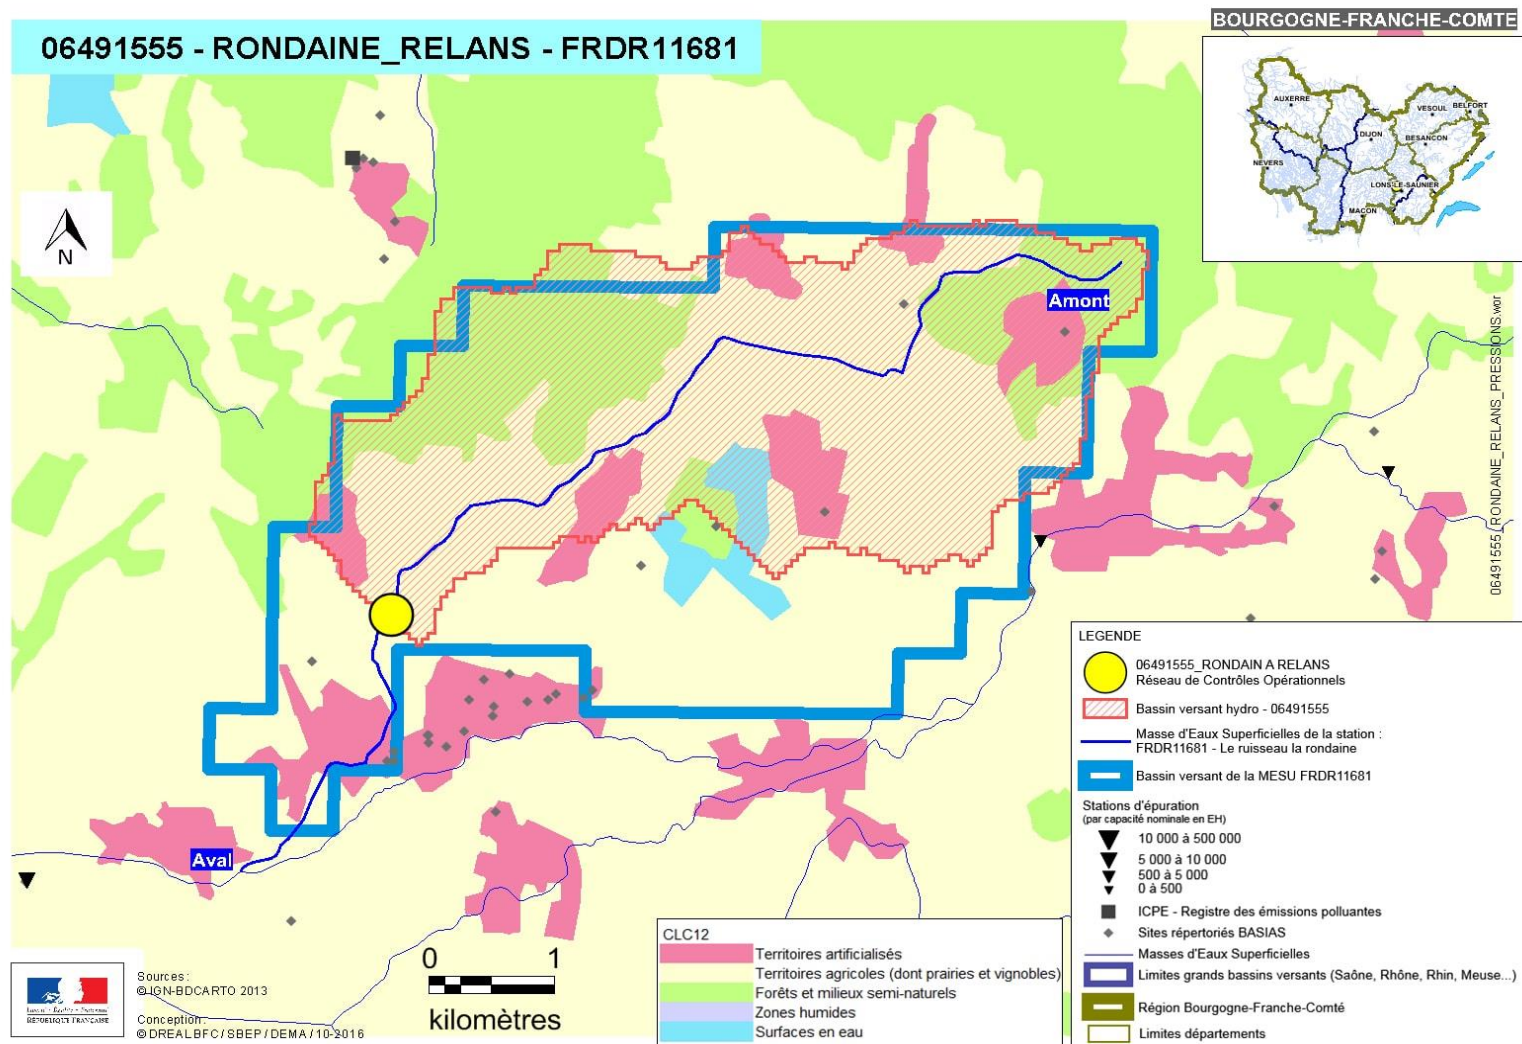 BOURGOGNE-FRANCHE-COMTE
06491555 - RONDAINE_RELANS - FRDR11681
AUXERRE
VESOUL
BELFORT
DIJON
BESANCON
NEVERS
LONS-LE-SAUNIER
MACON
N
Amont
Aval
06491555_RONDAINE_RELANS_PRESSIONS.wor
LEGENDE
06491555_RONDAIN A RELANS
Réseau de Contrôles Opérationnels
Bassin versant hydro - 06491555
Masse d'Eaux Superficielles de la station :
FRDR11681 - Le ruisseau la rondaine
Bassin versant de la MESU FRDR11681
Stations d'épuration
(par capacité nominale en EH)
10 000 à 500 000
5 000 à 10 000
500 à 5 000
0 à 500
ICPE - Registre des émissions polluantes
Sites répertoriés BASIAS
Masses d'Eaux Superficielles
Limites grands bassins versants (Saône, Rhône, Rhin, Meuse...)
Région Bourgogne-Franche-Comté
Limites départements
CLC12
Territoires artificialisés
Territoires agricoles (dont prairies et vignobles)
Forêts et milieux semi-naturels
Zones humides
Surfaces en eau
0 1
kilomètres
Liberté • Égalité • Fraternité
RÉPUBLIQUE FRANÇAISE
Sources :
© IGN-BDCARTO 2013
Conception :
© DREAL BFC / SBEP / DEMA / 10-2016